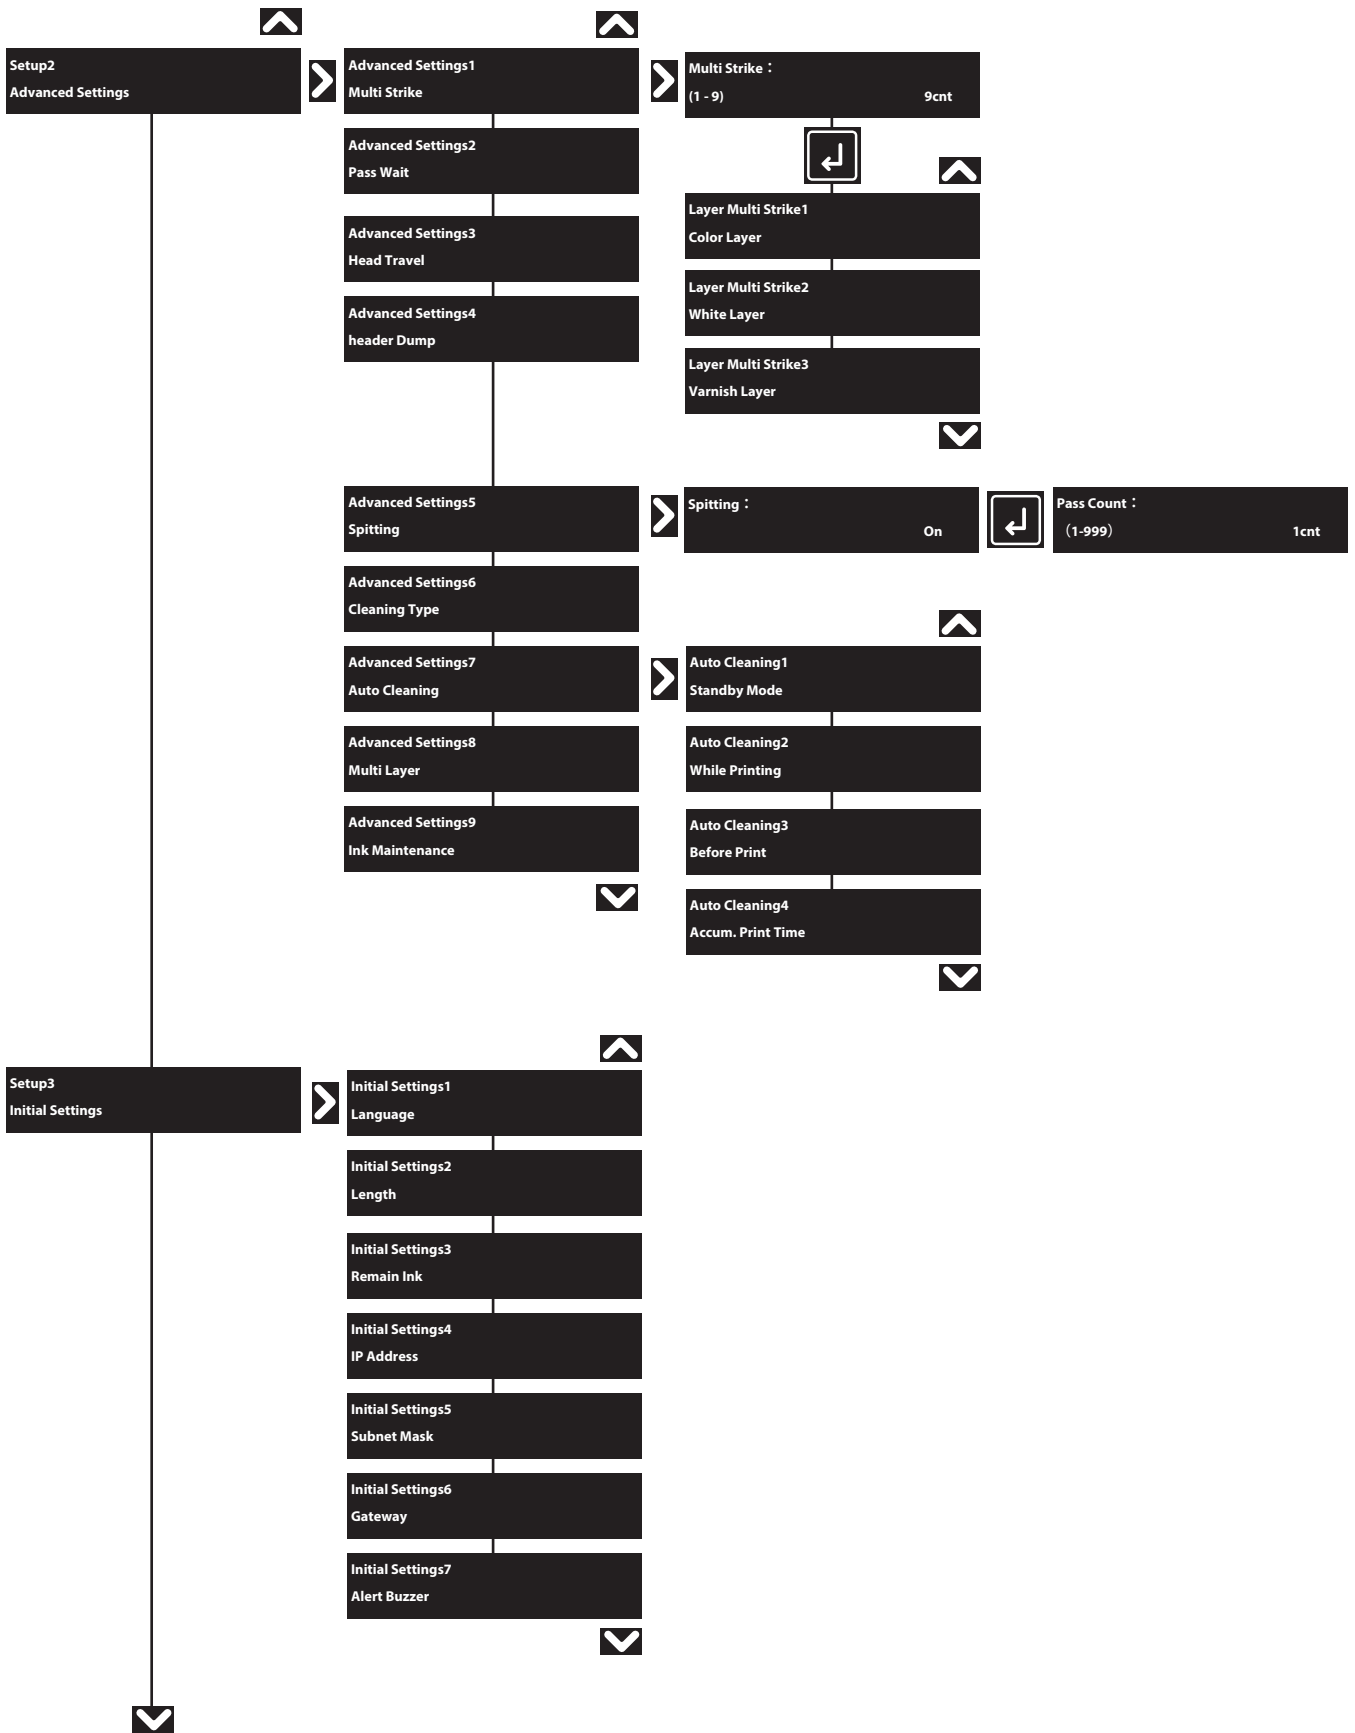 Setup2
Advanced Settings
Advanced Settings1
Multi Strike
Multi Strike：
(1 - 9) 9cnt
Advanced Settings2
Pass Wait
Layer Multi Strike1
Color Layer
Advanced Settings3
Head Travel
Layer Multi Strike2
White Layer
Advanced Settings4
header Dump
Layer Multi Strike3
Varnish Layer
Advanced Settings5
Spitting
Spitting：
On
Pass Count：
（1-999） 1cnt
Advanced Settings6
Cleaning Type
Advanced Settings7
Auto Cleaning
Auto Cleaning1
Standby Mode
Advanced Settings8
Multi Layer
Auto Cleaning2
While Printing
Advanced Settings9
Ink Maintenance
Auto Cleaning3
Before Print
Auto Cleaning4
Accum. Print Time
Setup3
Initial Settings
Initial Settings1
Language
Initial Settings2
Length
Initial Settings3
Remain Ink
Initial Settings4
IP Address
Initial Settings5
Subnet Mask
Initial Settings6
Gateway
Initial Settings7
Alert Buzzer